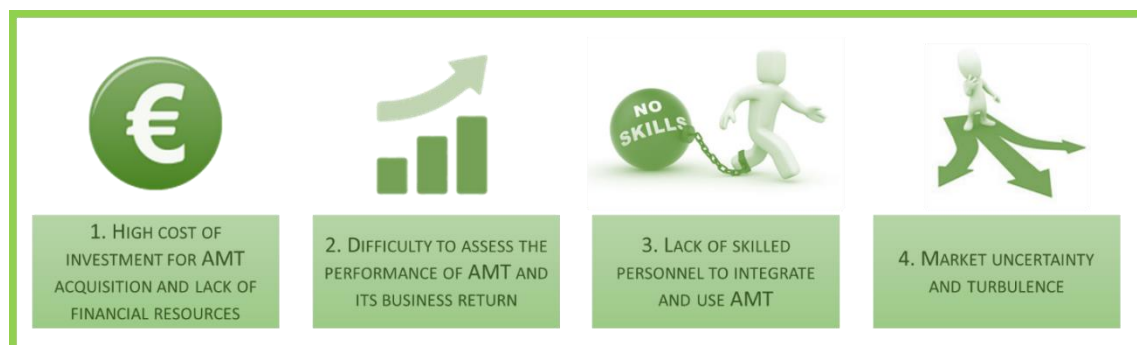 €
NO
SKILLS
1. HIGH COST OF
INVESTMENT FOR AMT
ACQUISITION AND LACK OF
FINANCIAL RESOURCES
2. DIFFICULTY TO ASSESS THE
PERFORMANCE OF AMT AND
ITS BUSINESS RETURN
3. LACK OF SKILLED
PERSONNEL TO INTEGRATE
AND USE AMT
4. MARKET UNCERTAINTY
AND TURBULENCE